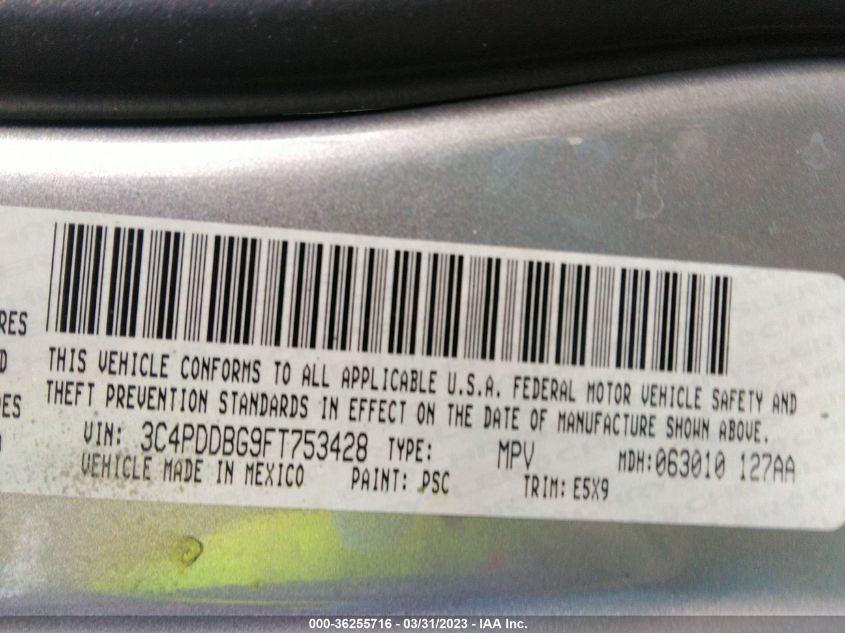 RES
D
DES
THIS VEHICLE CONFORMS TO ALL APPLICABLE U.S.A. FEDERAL MOTOR VEHICLE SAFETY AND
THEFT PREVENTION STANDARDS IN EFFECT ON THE DATE OF MANUFACTURE SHOWN ABOVE.
VIN: 3C4PDDBG9FT753428 TYPE: MPV MDH:063010 127AA
VEHICLE MADE IN MEXICO PAINT: PSC TRIM: E5X9
000-36255716 - 03/31/2023 - IAA Inc.